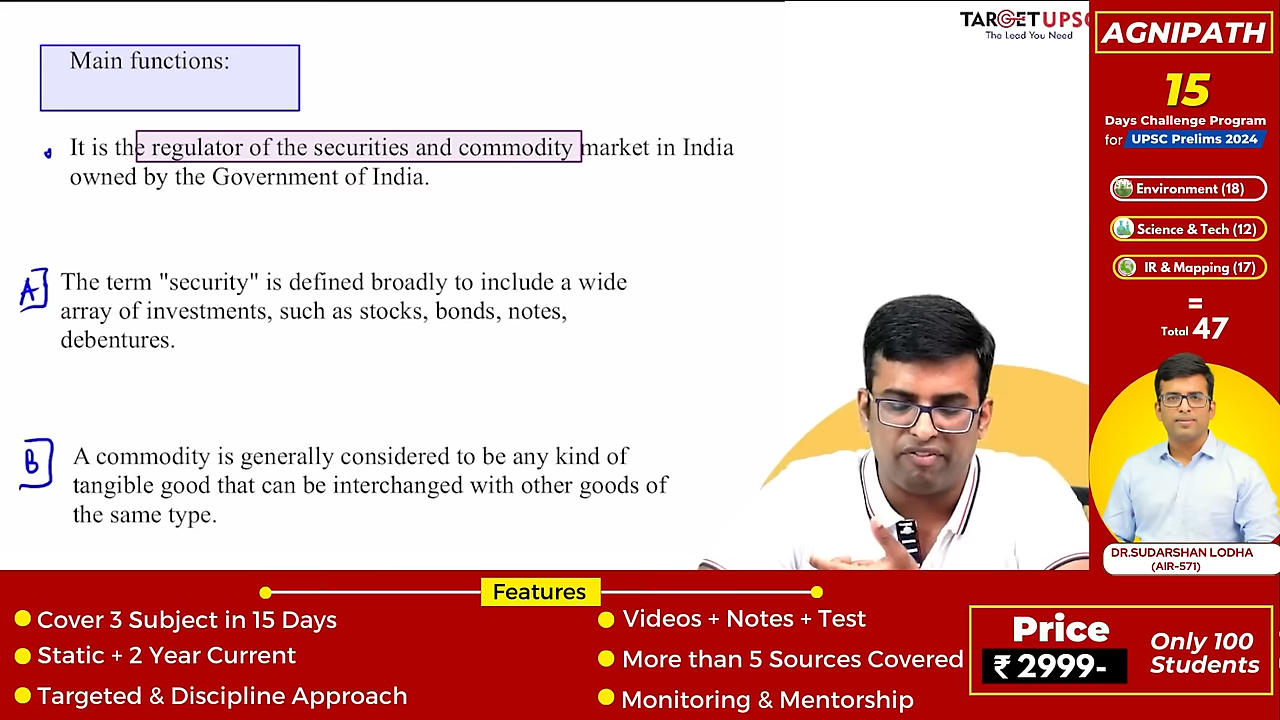 TARGETUPSC
The Lead You Need
Main functions:
It is the regulator of the securities and commodity market in India
owned by the Government of India.
A
The term "security" is defined broadly to include a wide
array of investments, such as stocks, bonds, notes,
debentures.
B
A commodity is generally considered to be any kind of
tangible good that can be interchanged with other goods of
the same type.
AGNIPATH
15
Days Challenge Program
for UPSC Prelims 2024
Environment (18)
Science & Tech (12)
IR & Mapping (17)
=
Total 47
DR.SUDARSHAN LODHA
(AIR-571)
Features
Cover 3 Subject in 15 Days
Static + 2 Year Current
Targeted & Discipline Approach
Videos + Notes + Test
More than 5 Sources Covered
Monitoring & Mentorship
Price
₹ 2999-
Only 100
Students